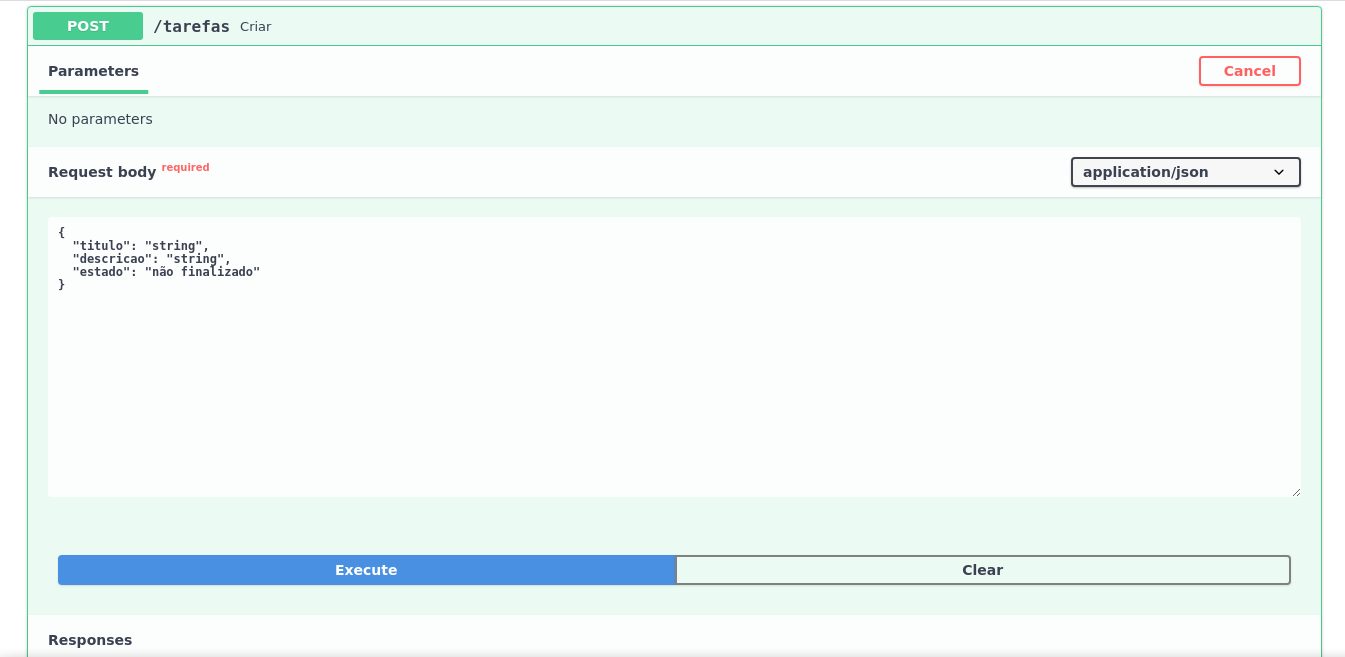 POST /tarefas Criar
Parameters Cancel
No parameters
Request body required application/json
{
  "titulo": "string",
  "descricao": "string",
  "estado": "não finalizado"
}
Execute Clear
Responses